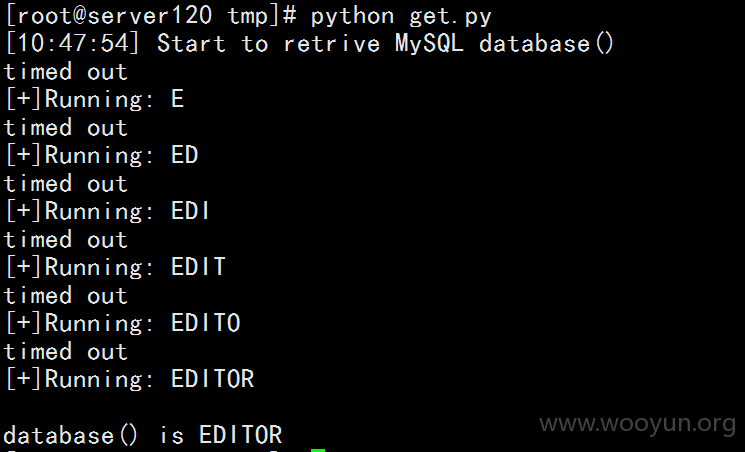 [root@server120 tmp]# python get.py
[10:47:54] Start to retrive MySQL database()
timed out
[+]Running: E
timed out
[+]Running: ED
timed out
[+]Running: EDI
timed out
[+]Running: EDIT
timed out
[+]Running: EDITO
timed out
[+]Running: EDITOR
database() is EDITOR
www.wooyun.org